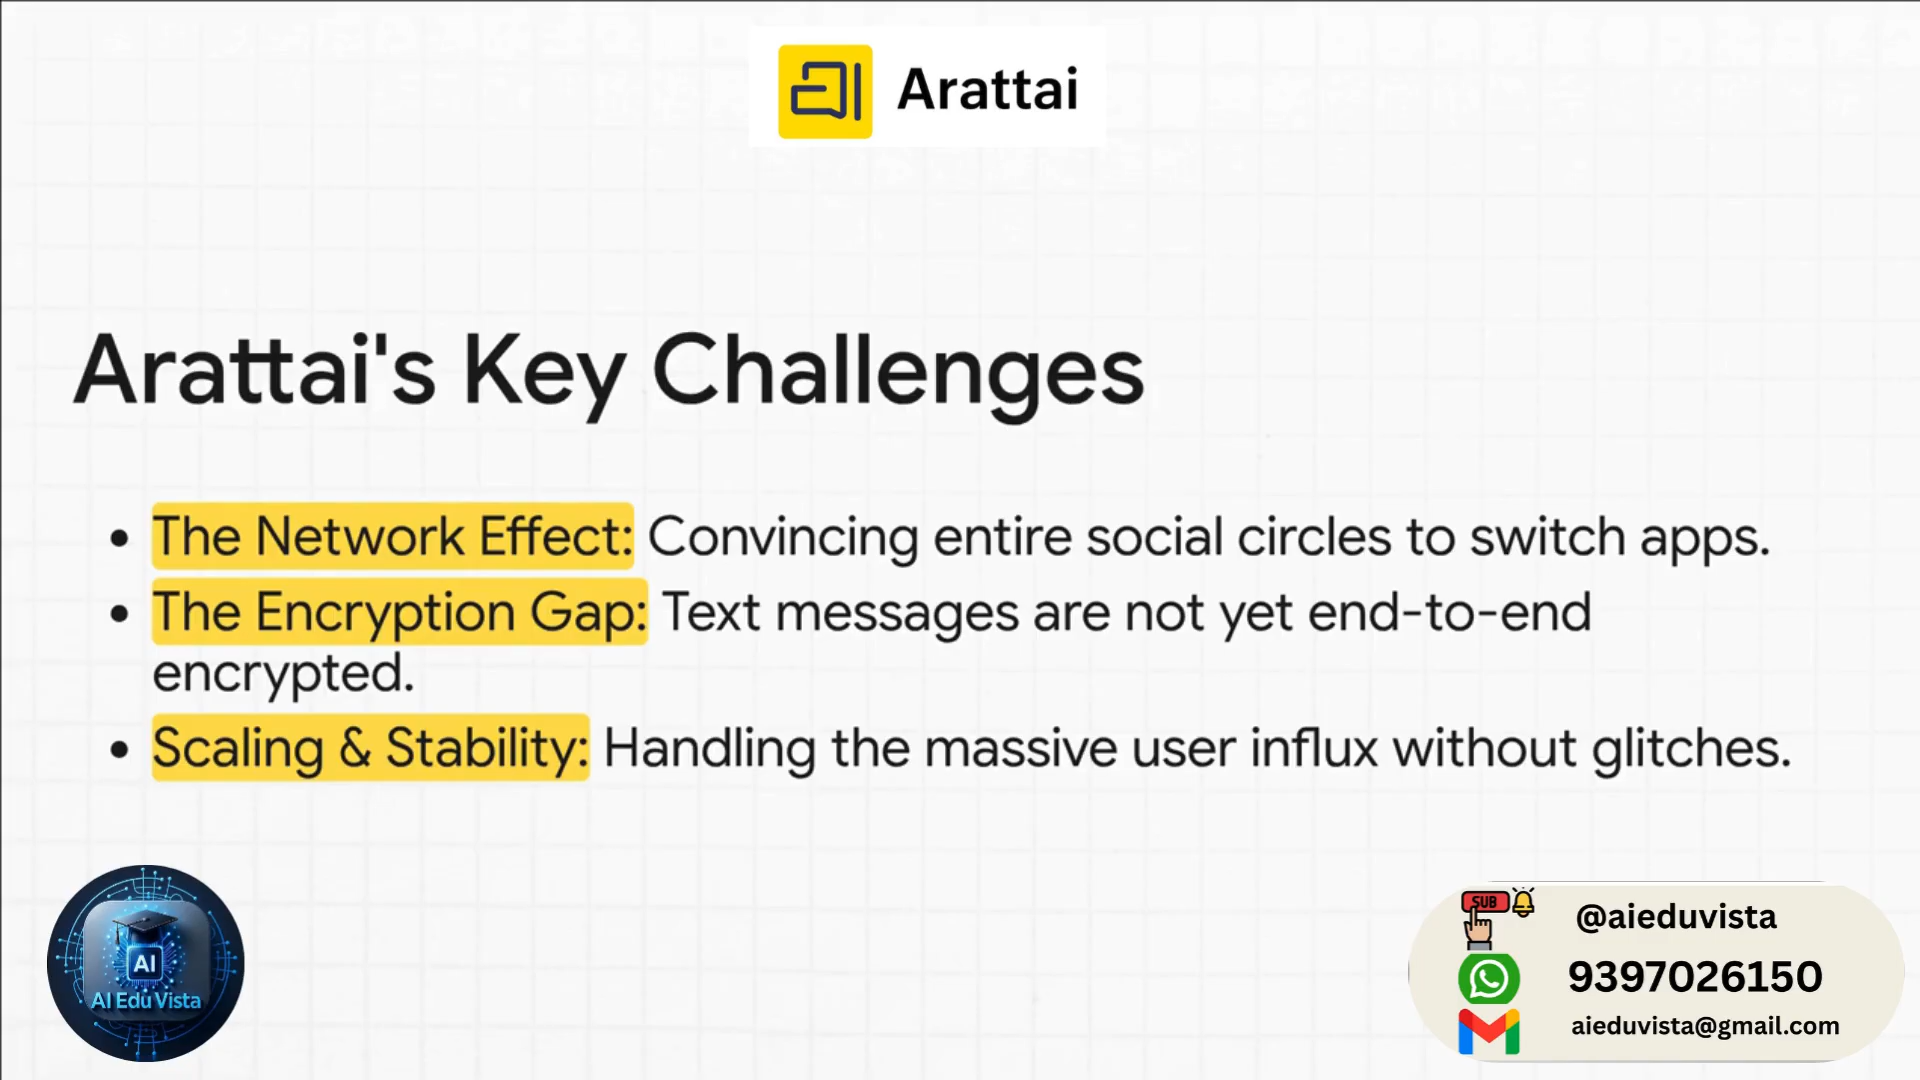 Arattai
Arattai's Key Challenges
• The Network Effect: Convincing entire social circles to switch apps.
• The Encryption Gap: Text messages are not yet end-to-end
encrypted.
• Scaling & Stability: Handling the massive user influx without glitches.
AI
AI Edu Vista
SUB
@aieduvista
9397026150
aieduvista@gmail.com